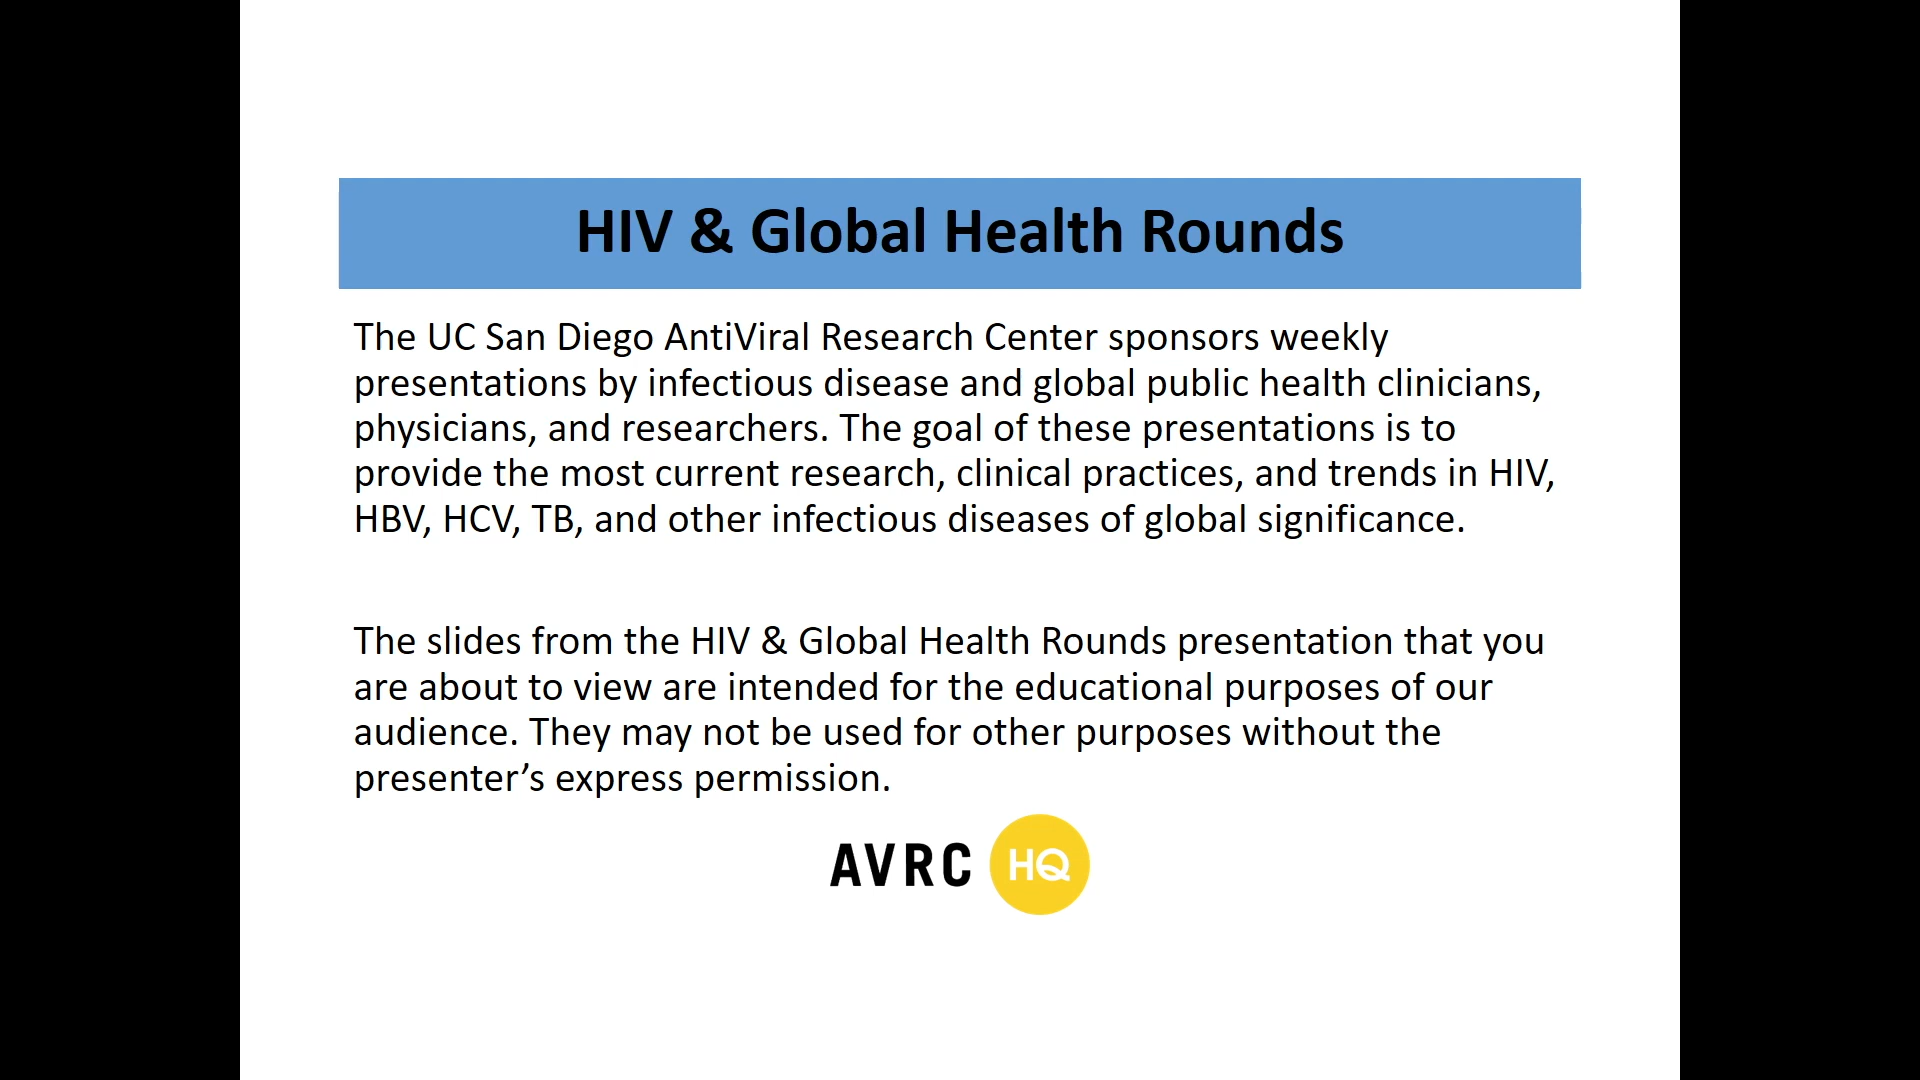 HIV & Global Health Rounds
The UC San Diego AntiViral Research Center sponsors weekly
presentations by infectious disease and global public health clinicians,
physicians, and researchers. The goal of these presentations is to
provide the most current research, clinical practices, and trends in HIV,
HBV, HCV, TB, and other infectious diseases of global significance.
The slides from the HIV & Global Health Rounds presentation that you
are about to view are intended for the educational purposes of our
audience. They may not be used for other purposes without the
presenter’s express permission.
AVRC HQ